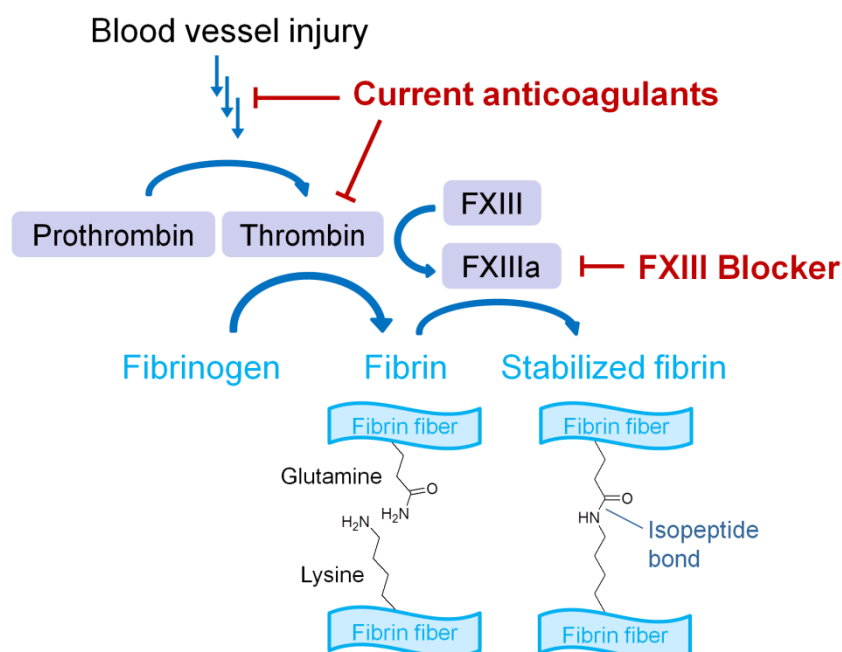 Blood vessel injury
Current anticoagulants
FXIII
Prothrombin
Thrombin
FXIIIa
FXIII Blocker
Fibrinogen
Fibrin
Stabilized fibrin
Fibrin fiber
Fibrin fiber
Glutamine
O
H₂N
H₂N
O
HN
Isopeptide
bond
Lysine
Fibrin fiber
Fibrin fiber